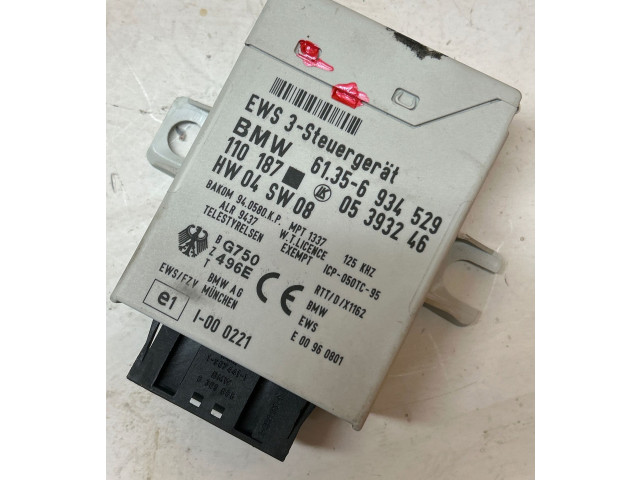 EWS 3-Steuergerät
BMW 61.35-6 934 529
110 187 05 3932 46
HW 04 SW 08
BAKOM 94.0580.K.P. MPT 1337 125 KHZ
ALR 9437 W.T.LICENCE ICP-050TC-95
TELESTYRELSEN EXEMPT
BZT G750 496E CE RTT/D/X1162
BMW AG BMW
EWS/FZV MÜNCHEN EWS
e1 I-00 0221 E 00 96 0801